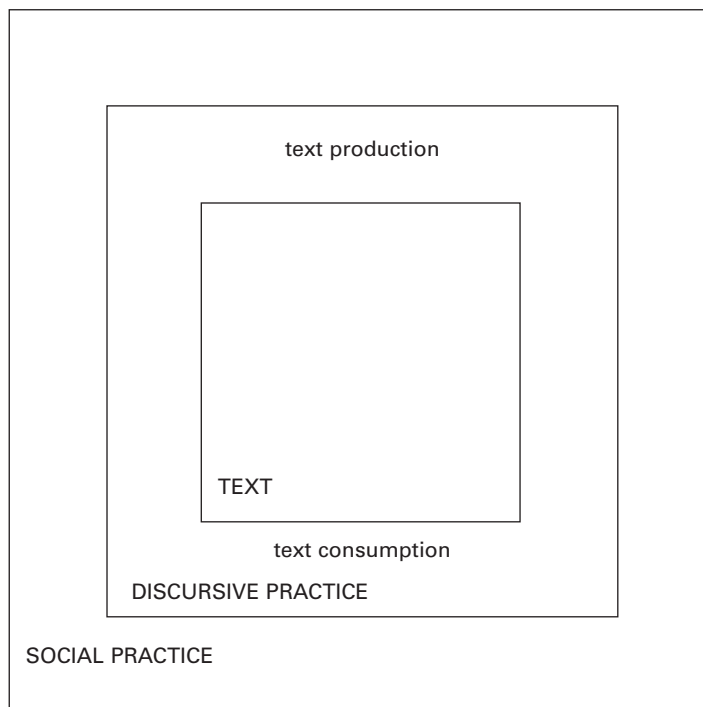 text production
TEXT
text consumption
DISCURSIVE PRACTICE
SOCIAL PRACTICE